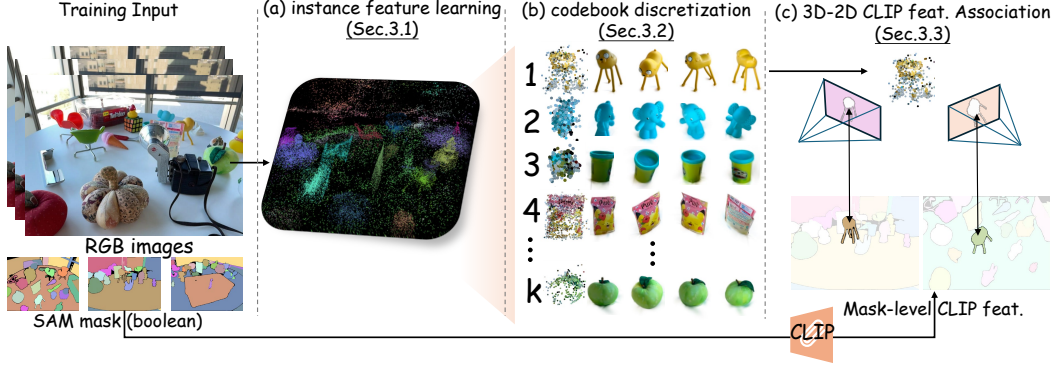 Training Input
(a) instance feature learning
(Sec.3.1)
(b) codebook discretization
(Sec.3.2)
(c) 3D-2D CLIP feat. Association
(Sec.3.3)
1
2
3
4
k
RGB images
SAM mask (boolean)
Mask-level CLIP feat.
CLIP